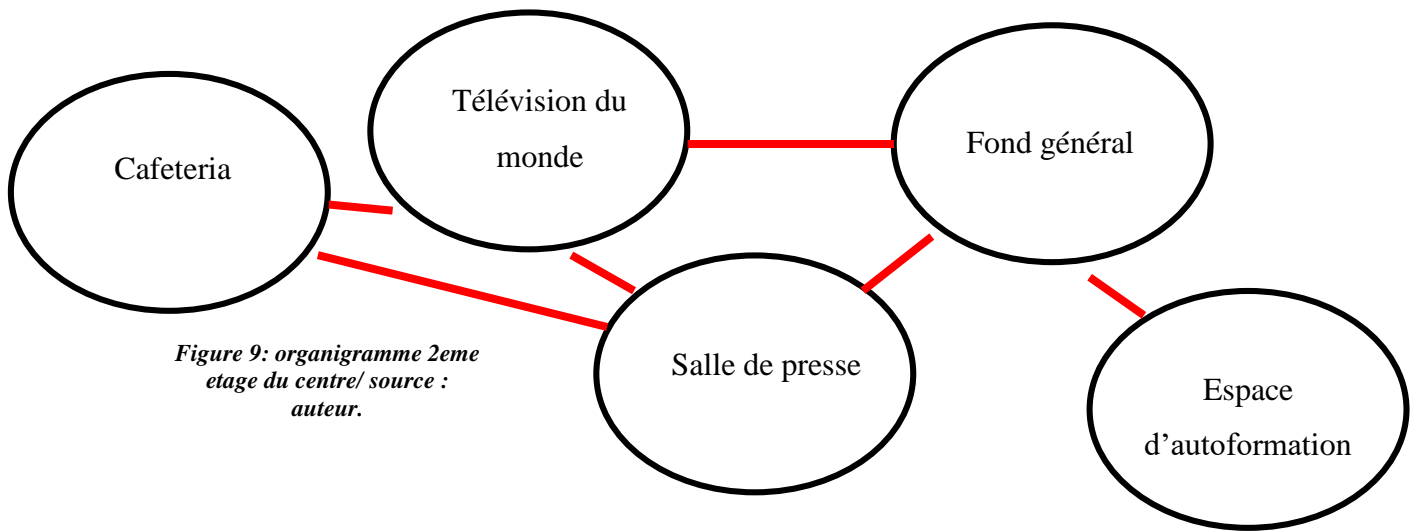 Cafeteria
Télévision du
monde
Fond général
Salle de presse
Espace
d’autoformation
Figure 9: organigramme 2eme
etage du centre/ source :
auteur.